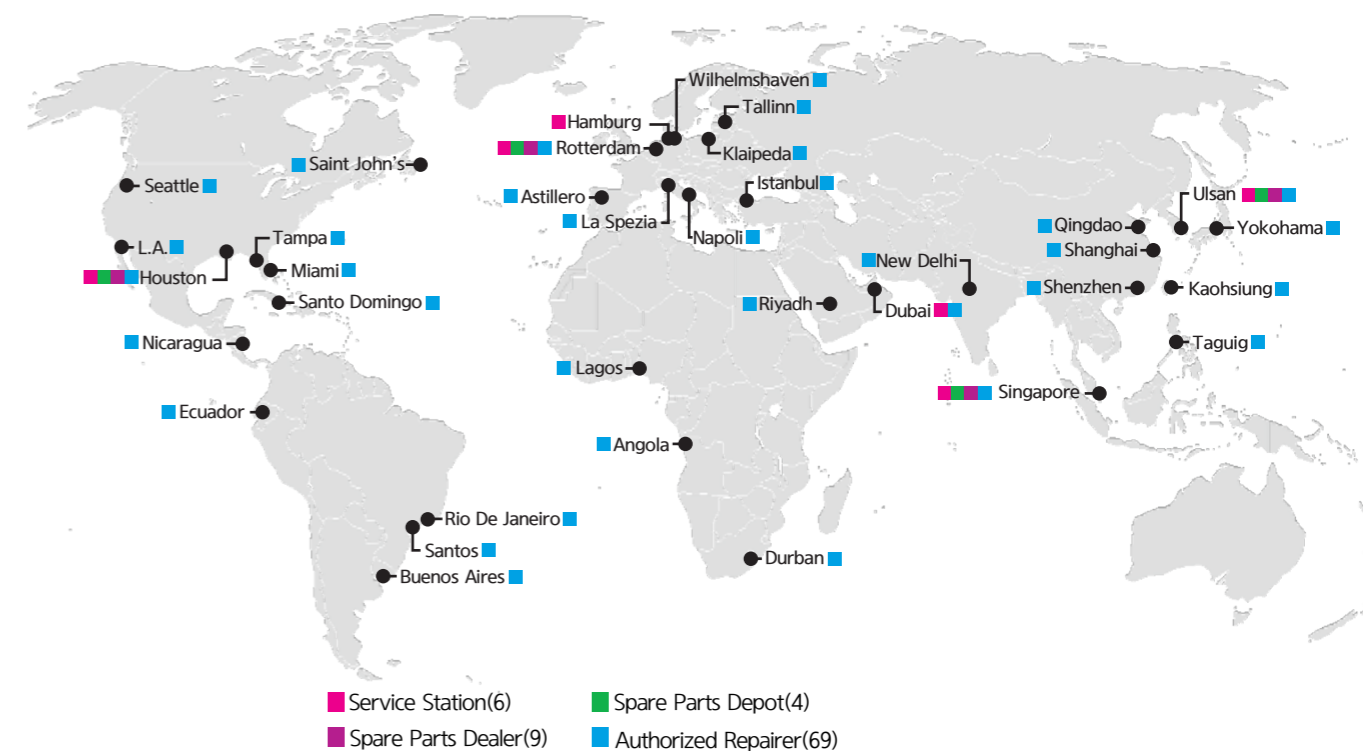 Wilhelmshaven
Tallinn
Hamburg
Rotterdam
Klaipeda
Saint John's
Seattle
Astillero
Istanbul
La Spezia
Napoli
Ulsan
Qingdao
Yokohama
Shanghai
L.A.
Tampa
Miami
Houston
Santo Domingo
New Delhi
Riyadh
Dubai
Shenzhen
Kaohsiung
Nicaragua
Taguig
Lagos
Singapore
Ecuador
Angola
Rio De Janeiro
Santos
Buenos Aires
Durban
Service Station(6)
Spare Parts Depot(4)
Spare Parts Dealer(9)
Authorized Repairer(69)